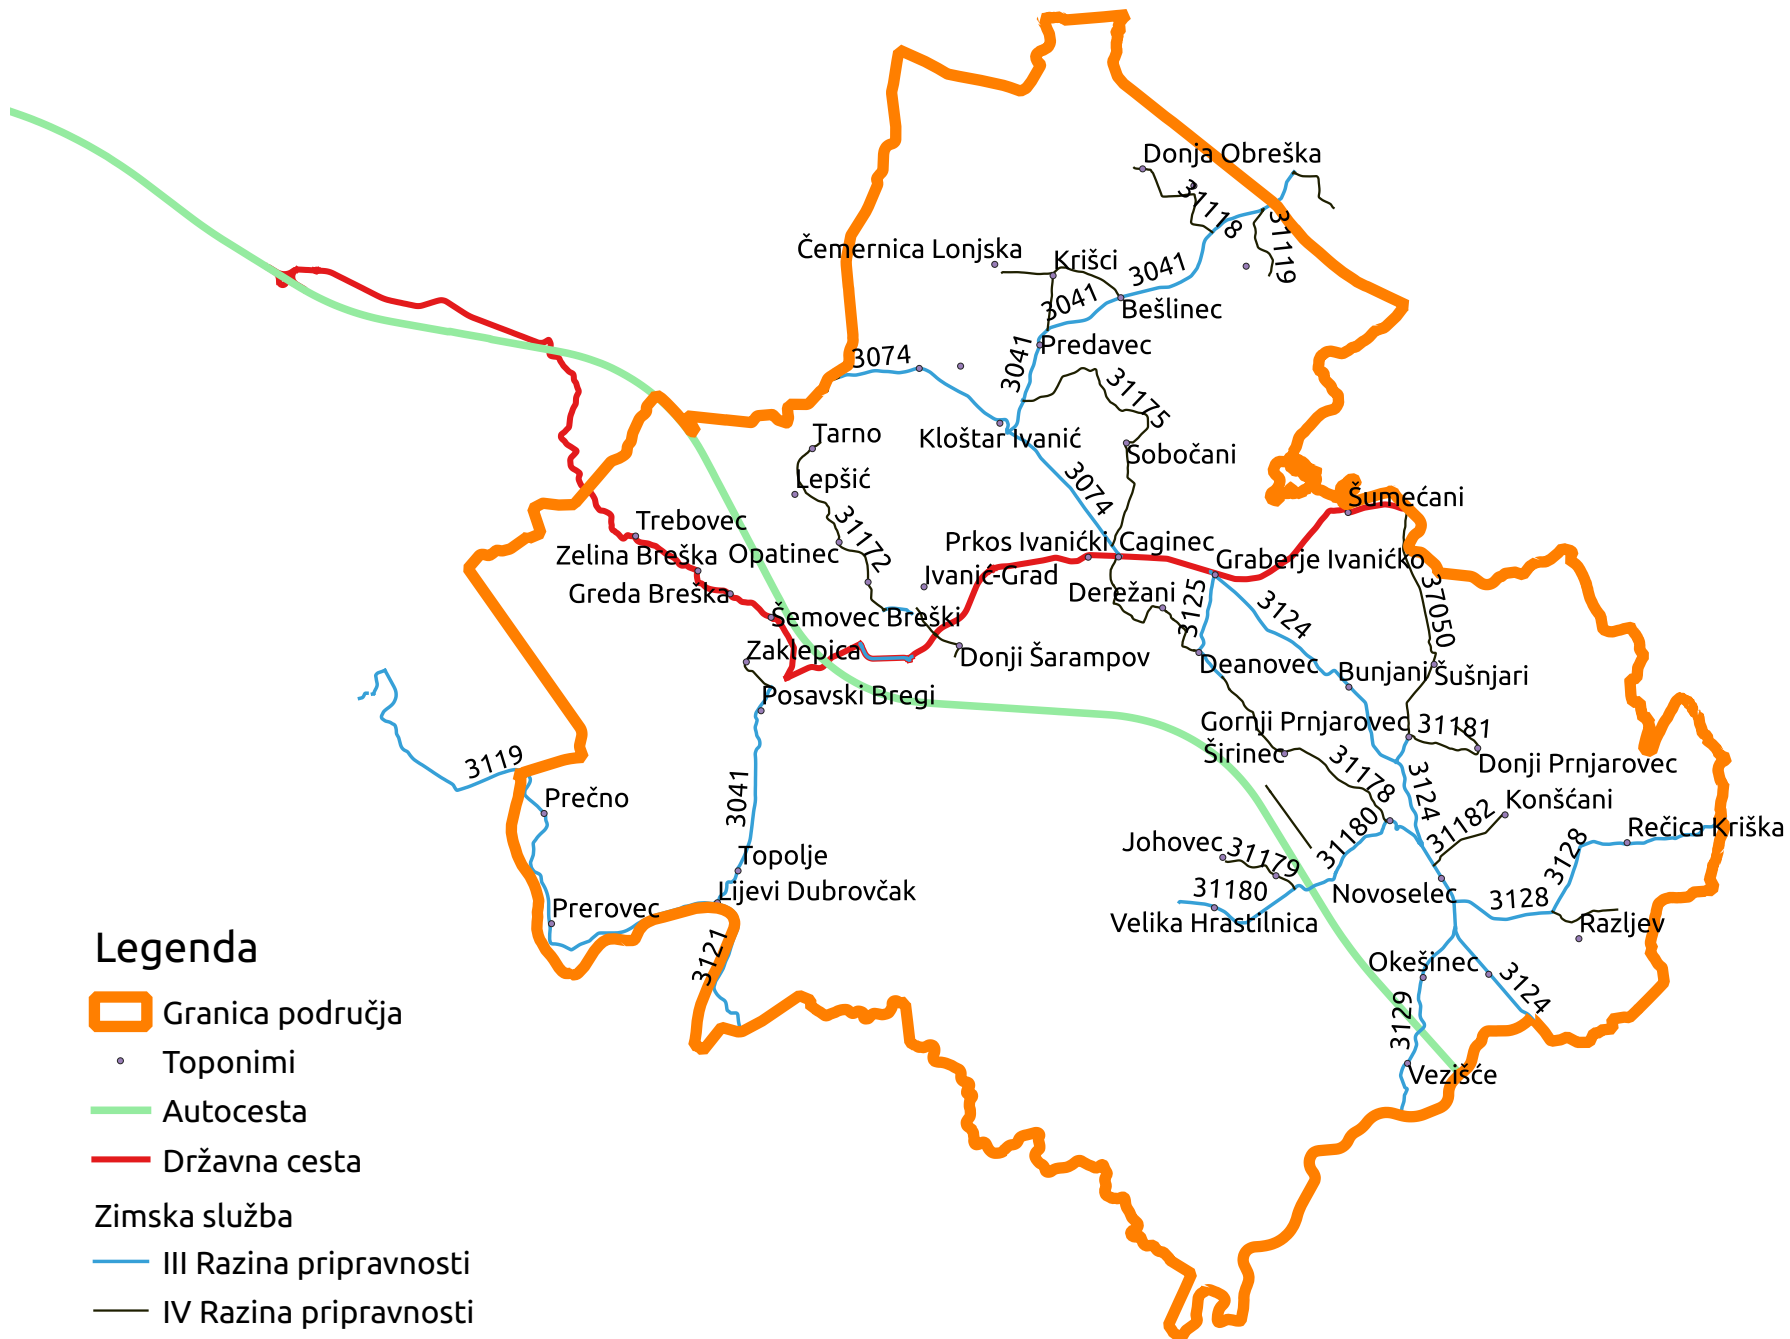 Donja Obreška
31118
31119
Čemernica Lonjska
Krišci
3041
3041
Bešlinec
3041
Predavec
3074
31175
Tarno
Kloštar Ivanić
Sobočani
Lepšić
3074
Šumećani
Trebovec
31172
Zelina Breška
Opatinec
Prkos Ivanićki
Caginec
Graberje Ivaničko
Ivanić-Grad
Greda Breška
Derežani
3125
3124
37050
Šemovec Breški
Zaklepica
Donji Šarampov
Deanovec
Bunjani
Šušnjari
Posavski Bregi
Gornji Prnjarovec
31181
Širinec
3119
Donji Prnjarovec
31178
3124
3041
Prečno
Konšćani
31182
31180
Rečica Kriška
Johovec
31179
3128
Topolje
31180
Lijevi Dubrovčak
Novoselec
3128
Prerovec
Velika Hrastilnica
Razljev
3121
Okešinec
3124
3129
Vezišće
Legenda
Granica područja
Toponimi
Autocesta
Državna cesta
Zimska služba
III Razina pripravnosti
IV Razina pripravnosti